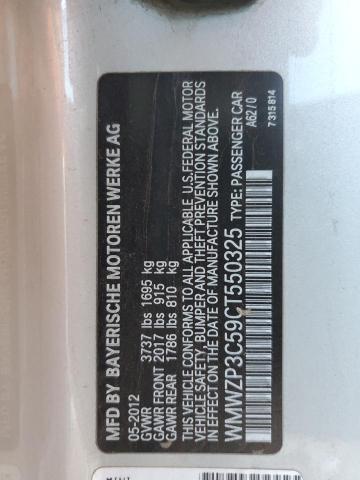 MFD BY BAYERISCHE MOTOREN WERKE AG
05-2012
GVWR 3737 lbs 1695 kg
GAWR FRONT 2017 lbs 915 kg
GAWR REAR 1786 lbs 810 kg
THIS VEHICLE CONFORMS TO ALL APPLICABLE U.S.FEDERAL MOTOR
VEHICLE SAFETY, BUMPER,AND THEFT PREVENTION STANDARDS
IN EFFECT ON THE DATE OF MANUFACTURE SHOWN ABOVE.
WMWZP3C59CT550325 TYPE: PASSENGER CAR
A62/0
7315814